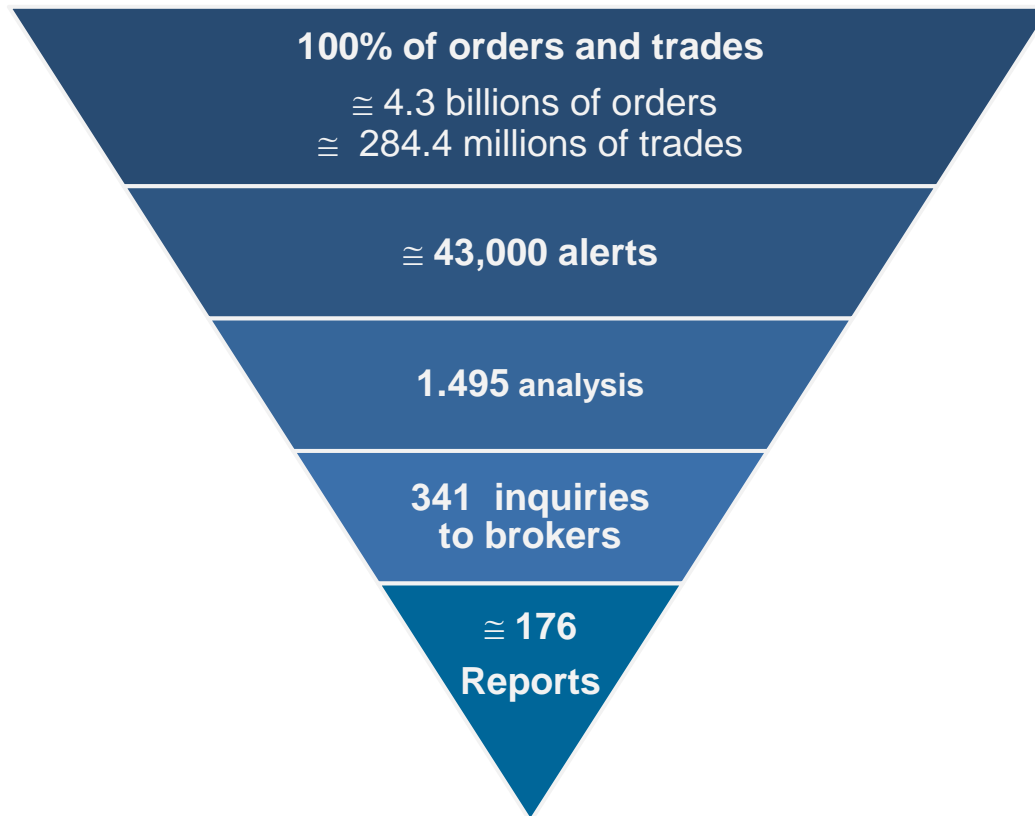 100% of orders and trades
≅ 4.3 billions of orders
≅ 284.4 millions of trades
≅ 43,000 alerts
1.495 analysis
341 inquiries
to brokers
≅ 176
Reports